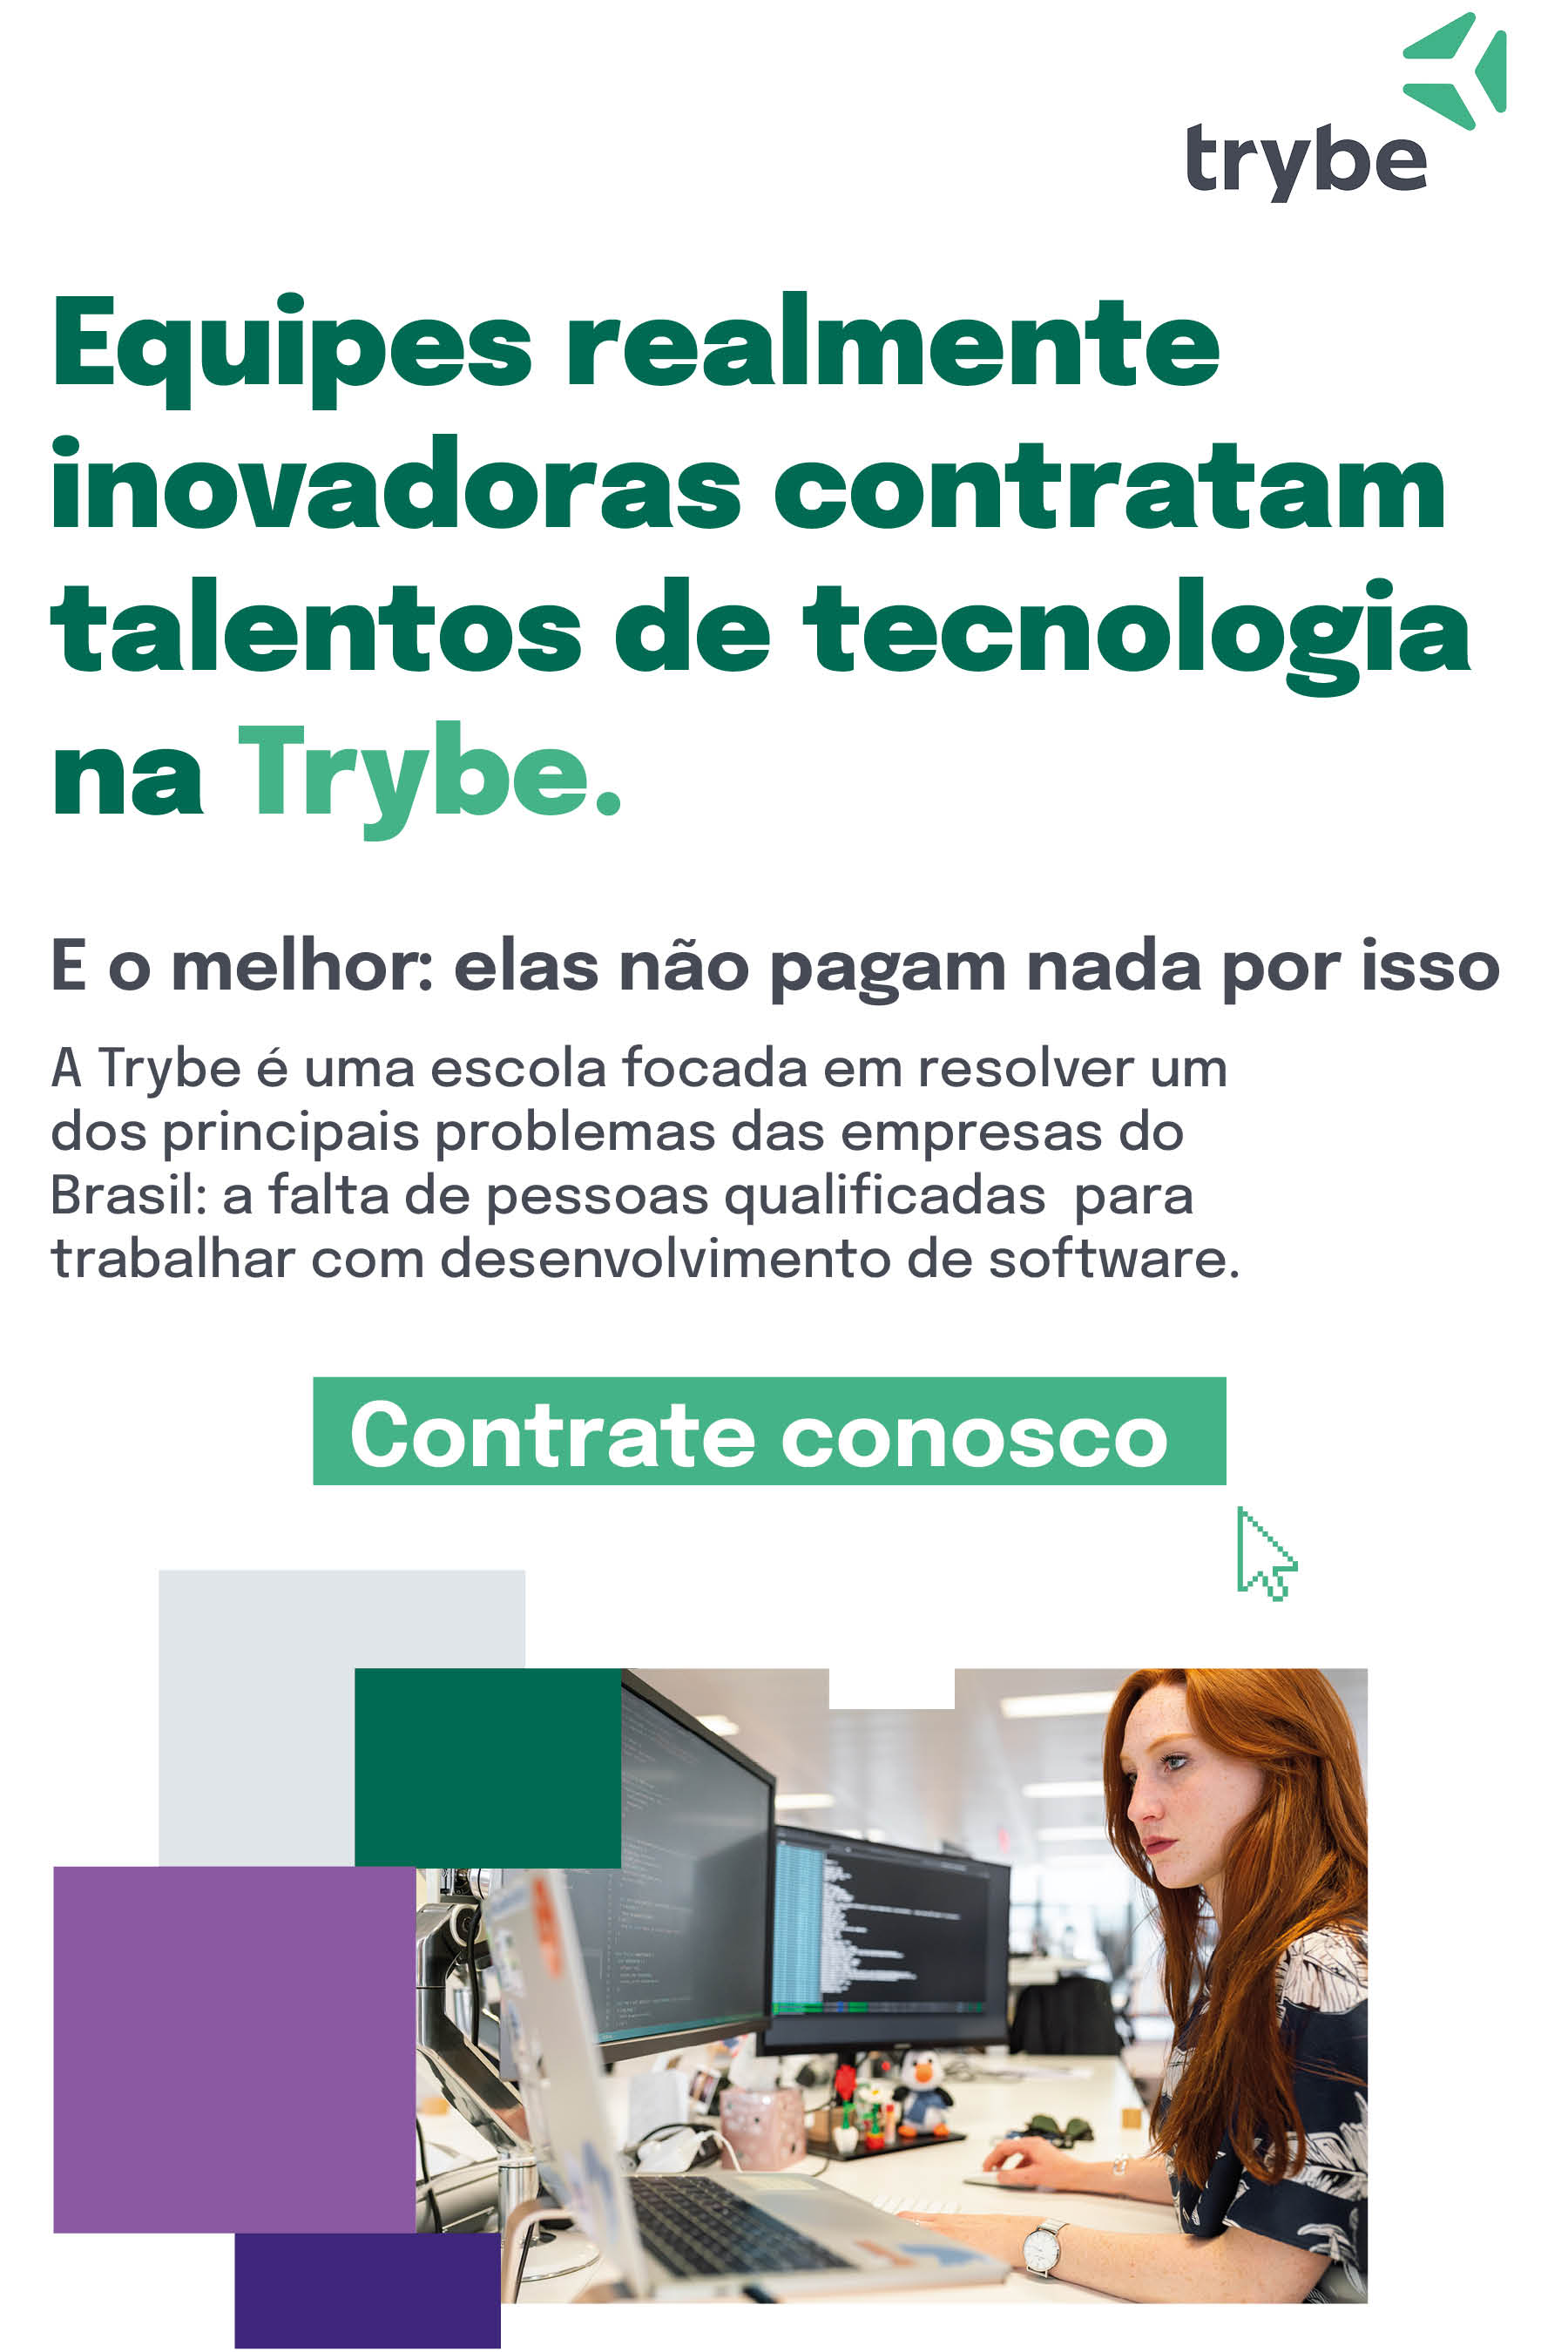 trybe
Equipes realmente
inovadoras contratam
talentos de tecnologia
na Trybe.
E o melhor: elas não pagam nada por isso
A Trybe é uma escola focada em resolver um
dos principais problemas das empresas do
Brasil: a falta de pessoas qualificadas  para
trabalhar com desenvolvimento de software.
Contrate conosco